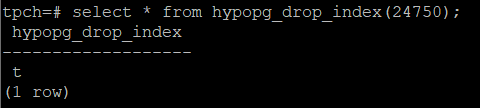 tpch=# select * from hypopg_drop_index(24750);
 hypopg_drop_index
-------------------
 t
(1 row)